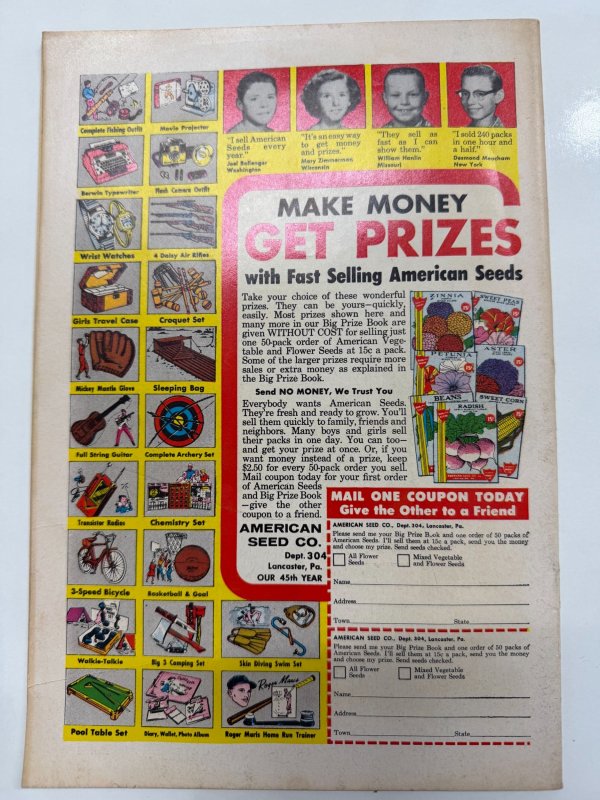 Complete Fishing Outfit
Movie Projector
Berwin Typewriter
Flash Camera Outfit
Wrist Watches
4 Daisy Air Rifles
Girls Travel Case
Croquet Set
Mickey Mantle Glove
Sleeping Bag
Full String Guitar
Complete Archery Set
Transistor Radios
Chemistry Set
3-Speed Bicycle
Basketball & Goal
Walkie-Talkie
Big 5 Camping Set
Skin Diving Swim Set
Pool Table Set
Diary, Wallet, Photo Album
Roger Maris
Roger Maris Home Run Trainer
"I sell American
Seeds every
year."
Joel Bollenger
Washington
"It's an easy way
to get money
and prizes."
Mary Zimmerman
Wisconsin
"They sell as
fast as I can
show them."
William Hanlin
Missouri
"I sold 240 packs
in one hour and
a half."
Desmond Meacham
New York
MAKE MONEY
GET PRIZES
with Fast Selling American Seeds
Take your choice of these wonderful
prizes. They can be yours—quickly,
easily. Most prizes shown here and
many more in our Big Prize Book are
given WITHOUT COST for selling just
one 50-pack order of American Vege-
table and Flower Seeds at 15c a pack.
Some of the larger prizes require more
sales or extra money as explained in
the Big Prize Book.
Send NO MONEY, We Trust You
Everybody wants American Seeds.
They're fresh and ready to grow. You'll
sell them quickly to family, friends and
neighbors. Many boys and girls sell
their packs in one day. You can too—
and get your prize at once. Or, if you
want money instead of a prize, keep
$2.50 for every 50-pack order you sell.
Mail coupon today for your first order
of American Seeds
and Big Prize Book
—give the other
coupon to a friend.
AMERICAN
SEED CO.
Dept. 304
Lancaster, Pa.
OUR 45th YEAR
ZINNIA
SWEET PEAS
PETUNIA
ASTER
BEANS
SWEET CORN
RADISH
MAIL ONE COUPON TODAY
Give the Other to a Friend
AMERICAN SEED CO., Dept. 304, Lancaster, Pa.
Please send me your Big Prize Book and one order of 50 packs of
American Seeds. I'll sell them at 15c a pack, send you the money
and choose my prize. Send seeds checked.
All Flower
Seeds
Mixed Vegetable
and Flower Seeds
Name
Address
Town State
AMERICAN SEED CO., Dept. 304, Lancaster, Pa.
Please send me your Big Prize Book and one order of 50 packs of
American Seeds. I'll sell them at 15c a pack, send you the money
and choose my prize. Send seeds checked.
All Flower
Seeds
Mixed Vegetable
and Flower Seeds
Name
Address
Town State